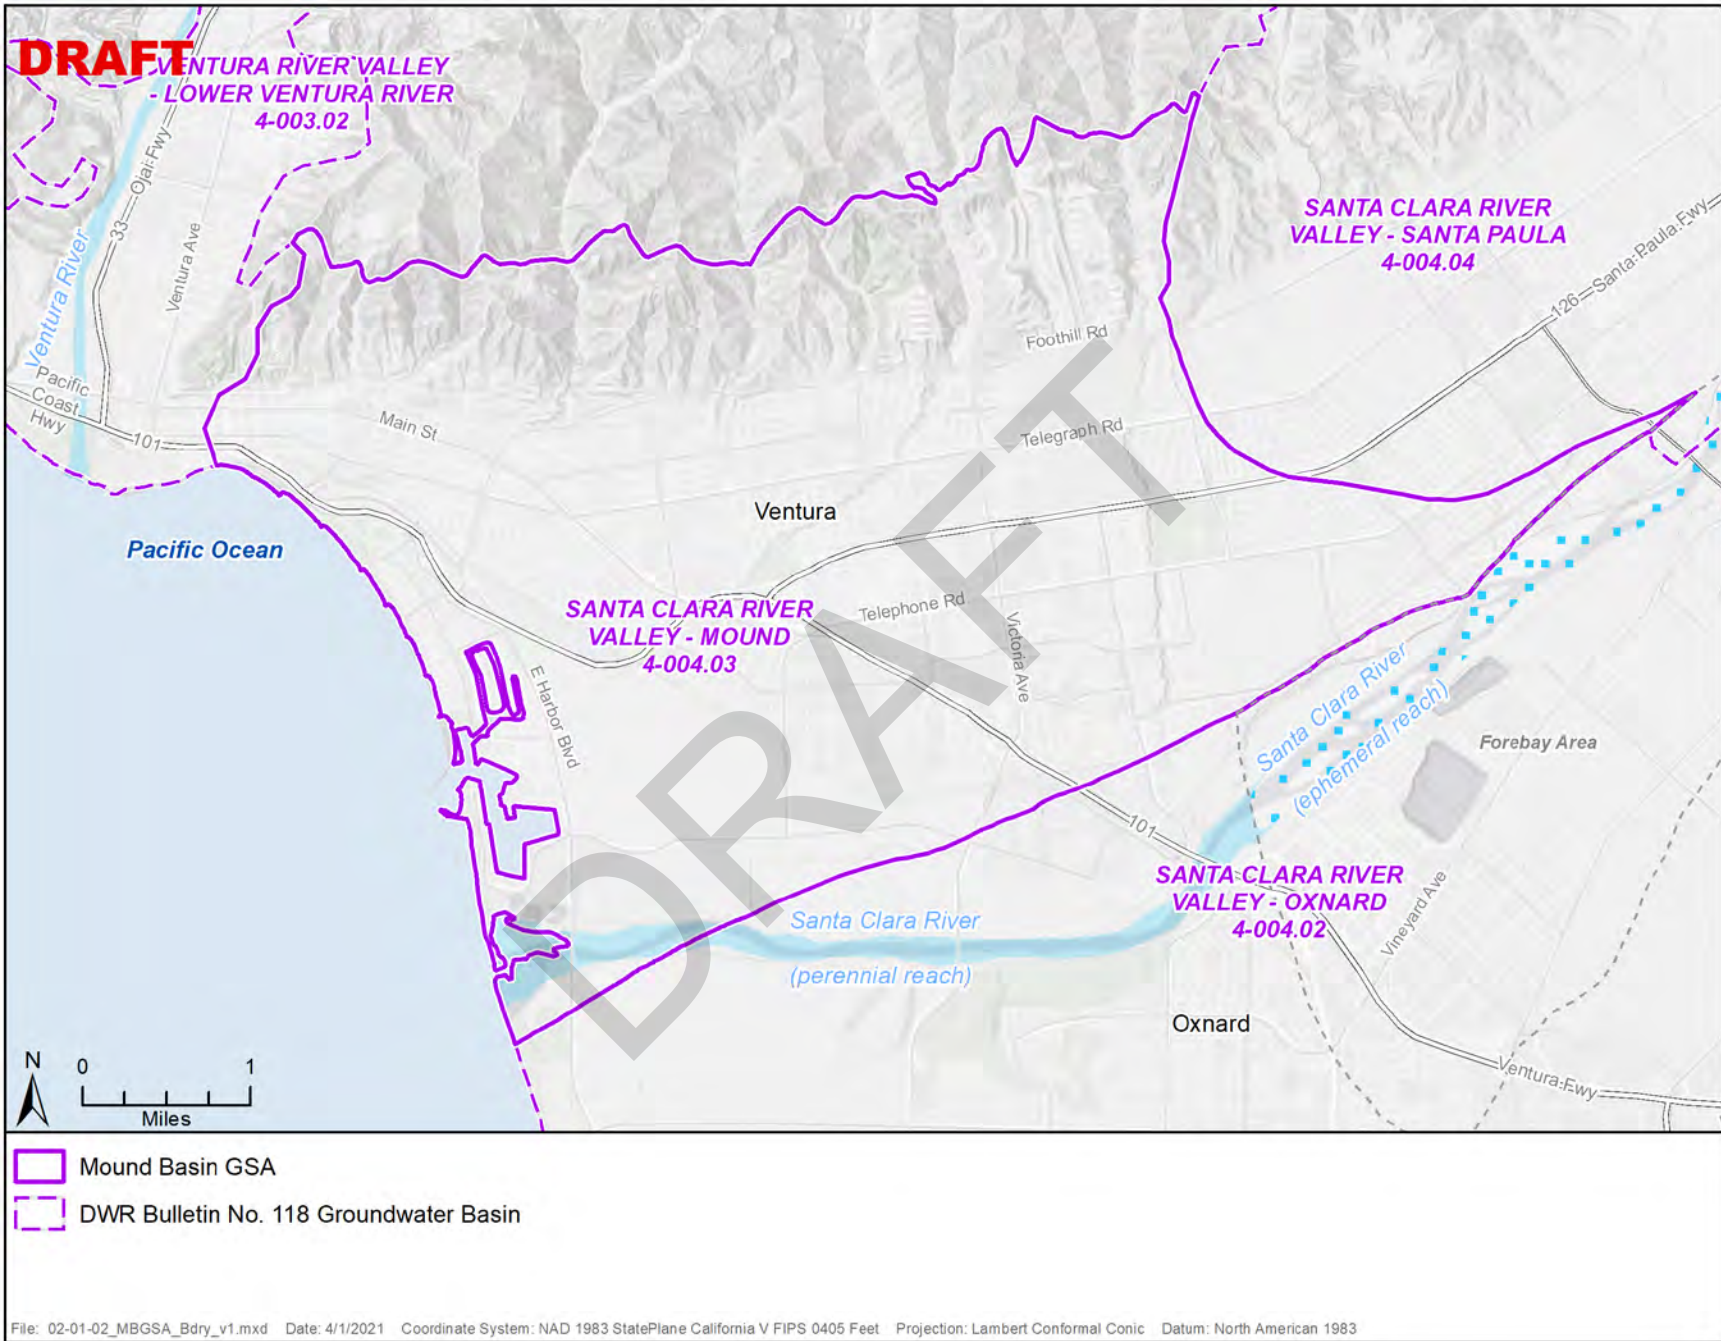 DRAFT
VENTURA RIVER VALLEY
- LOWER VENTURA RIVER
4-003.02
33
Ojai Fwy
Ventura Ave
Ventura River
Pacific
Coast
Hwy
101
Main St
SANTA CLARA RIVER
VALLEY - SANTA PAULA
4-004.04
126
Santa Paula Fwy
Foothill Rd
Telegraph Rd
Ventura
Pacific Ocean
SANTA CLARA RIVER
VALLEY - MOUND
4-004.03
Telephone Rd
Victoria Ave
E Harbor Blvd
DRAFT
Santa Clara River
(ephemeral reach)
Forebay Area
101
SANTA CLARA RIVER
VALLEY - OXNARD
4-004.02
Vineyard Ave
Santa Clara River
(perennial reach)
Oxnard
Ventura Fwy
N
0 1
Miles
Mound Basin GSA
DWR Bulletin No. 118 Groundwater Basin
File: 02-01-02_MBGSA_Bdry_v1.mxd Date: 4/1/2021 Coordinate System: NAD 1983 StatePlane California V FIPS 0405 Feet Projection: Lambert Conformal Conic Datum: North American 1983